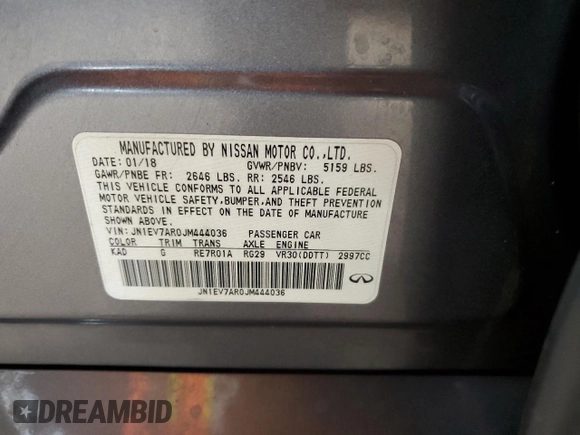 MANUFACTURED BY NISSAN MOTOR CO.,LTD.
DATE: 01/18 GVWR/PNBV: 5159 LBS.
GAWR/PNBE FR: 2646 LBS. RR: 2546 LBS.
THIS VEHICLE CONFORMS TO ALL APPLICABLE FEDERAL
MOTOR VEHICLE SAFETY,BUMPER,AND THEFT PREVENTION
STANDARDS IN EFFECT ON THE DATE OF MANUFACTURE
SHOWN ABOVE.
VIN: JN1EV7AR0JM444036 PASSENGER CAR
COLOR TRIM TRANS AXLE ENGINE
KAD G RE7R01A RG29 VR30(DDTT) 2997CC
JN1EV7AR0JM444036
DREAMBID